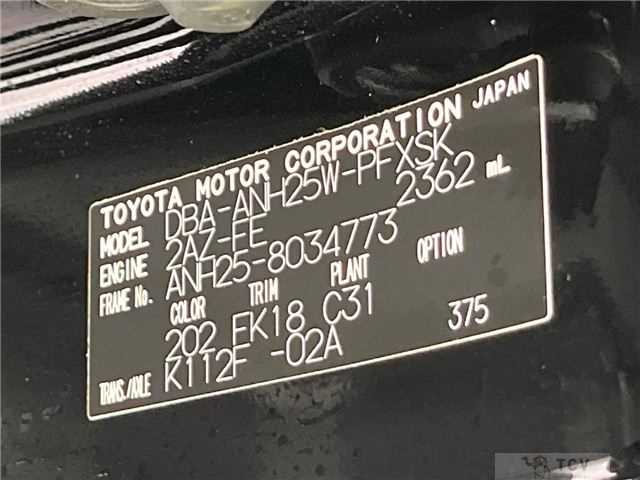 TOYOTA MOTOR CORPORATION JAPAN
MODEL DBA-ANH25W-PFXSK
ENGINE 2AZ-FE 2362 mL
FRAME No. ANH25-8034773
COLOR TRIM PLANT OPTION
202 FK18 C31 375
TRANS./AXLE K112F -02A
TCV